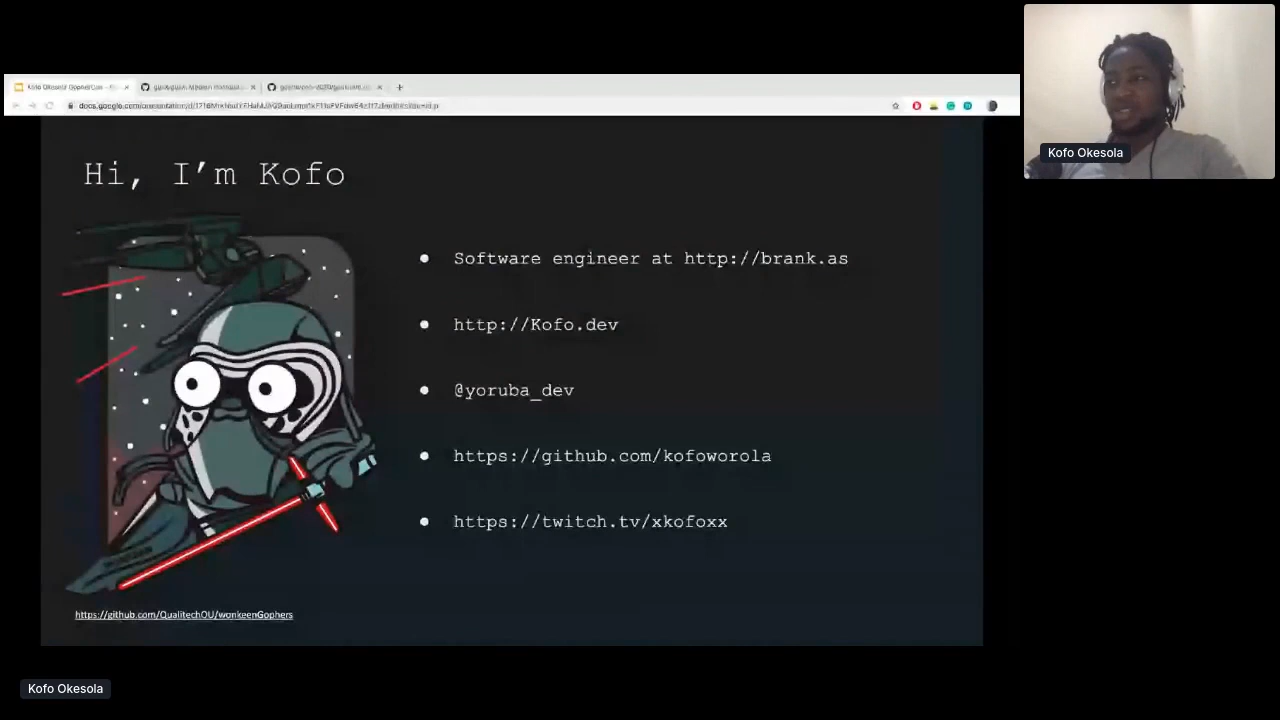 Kofo Okesola
Hi, I’m Kofo
● Software engineer at http://brank.as
● http://Kofo.dev
● @yoruba_dev
● https://github.com/kofoworola
● https://twitch.tv/xkofoxx
https://github.com/QualitechOU/wonkeenGophers
Kofo Okesola